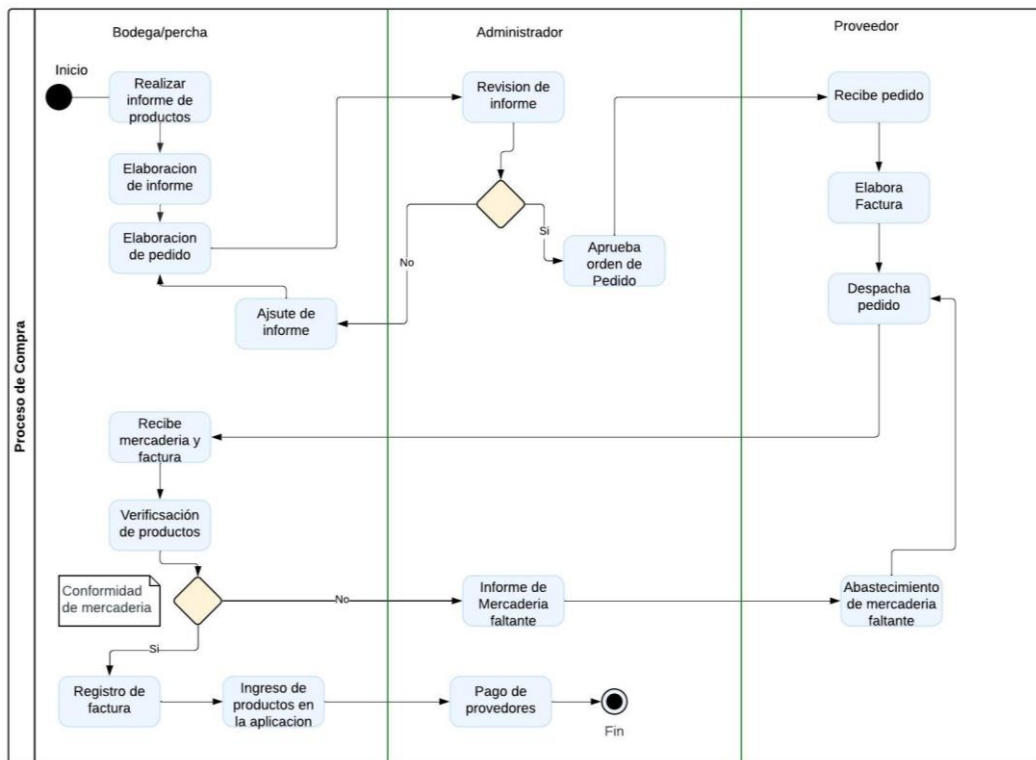 Bodega/percha
Administrador
Proveedor
Inicio
Realizar
informe de
productos
Revision de
informe
Recibe pedido
Elaboracion
de informe
Elabora
Factura
Elaboracion
de pedido
Si
Aprueba
orden de
Pedido
No
Despacha
pedido
Ajsute de
informe
Proceso de Compra
Recibe
mercaderia y
factura
Verificsación
de productos
Conformidad
de mercaderia
No
Informe de
Mercaderia
faltante
Abastecimiento
de mercaderia
faltante
Si
Registro de
factura
Ingreso de
productos en
la aplicacion
Pago de
provedores
Fin